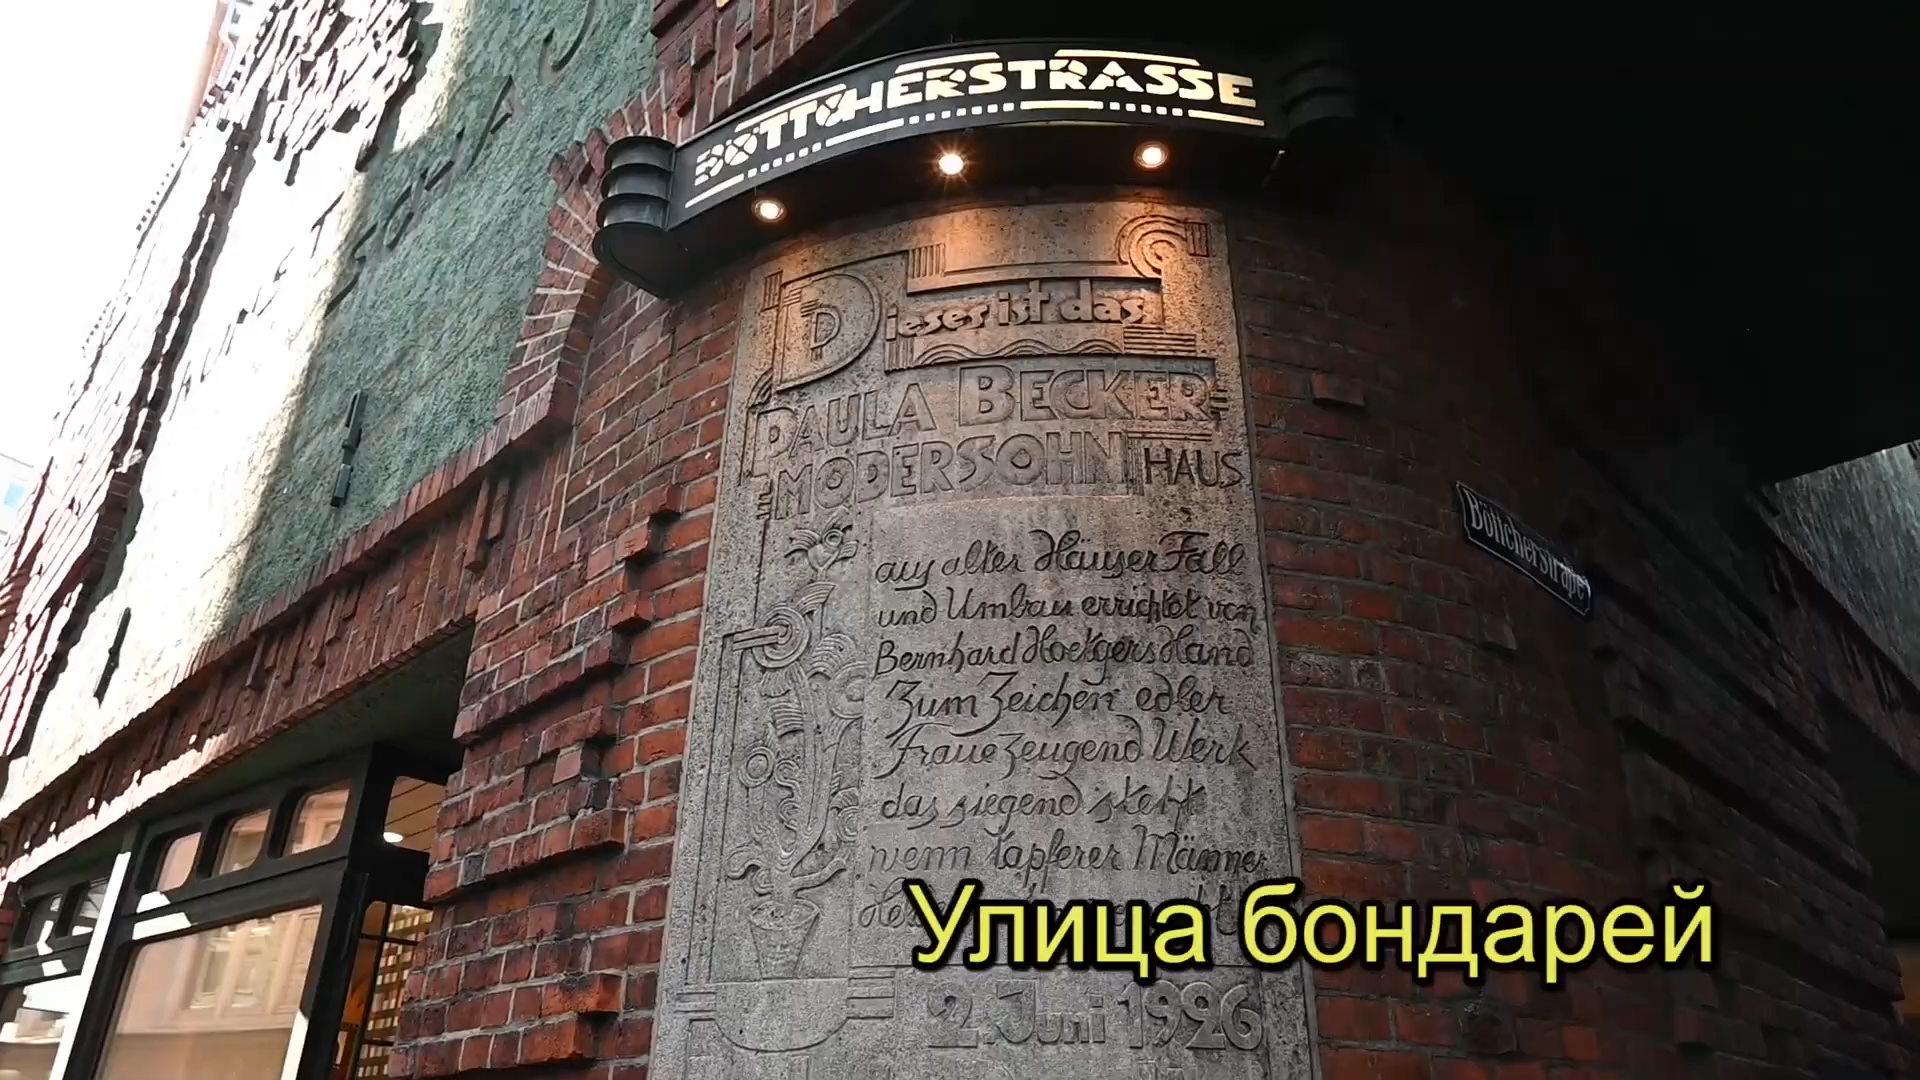 BÖTTCHERSTRASSE
Dieses ist das
PAULA BECKER
MODERSOHN HAUS
aus alter Häuser Fall
und Umbau errichtet von
Bernhard Hoetgers Hand
Zum Zeichen edler
Frau zeugend Werk
das siegend steht
wenn tapferer Männer
2. Juni 1926
Böttcherstraße
Улица бондарей